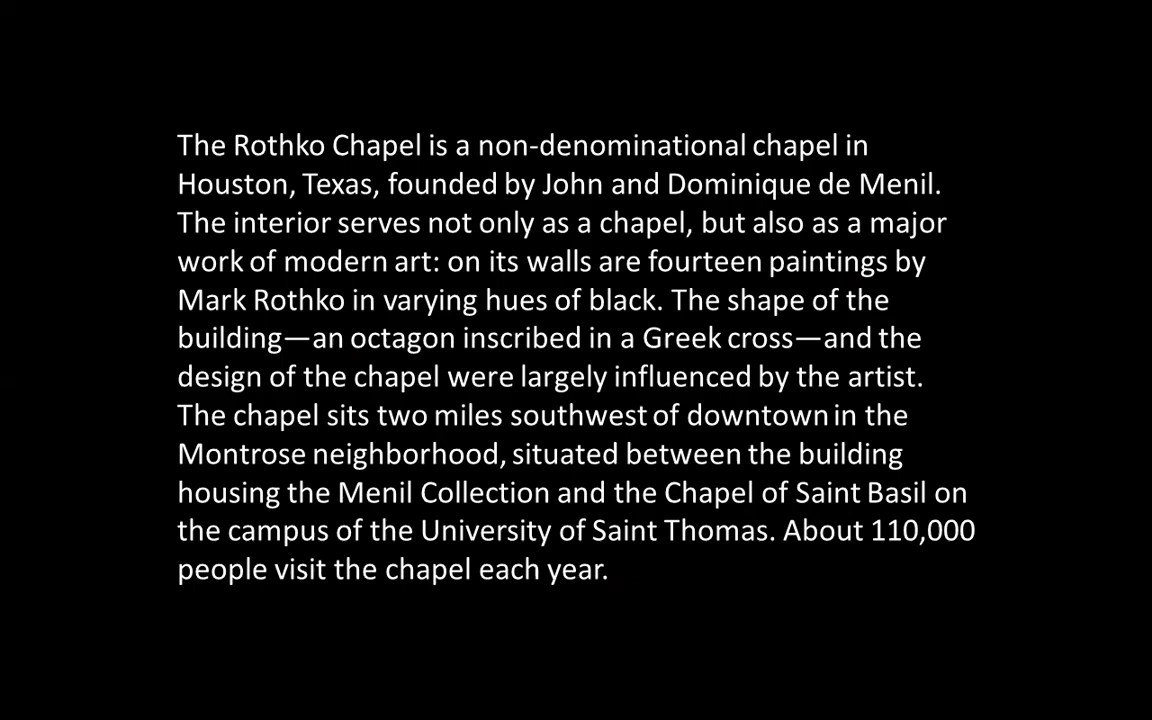 The Rothko Chapel is a non-denominational chapel in
Houston, Texas, founded by John and Dominique de Menil.
The interior serves not only as a chapel, but also as a major
work of modern art: on its walls are fourteen paintings by
Mark Rothko in varying hues of black. The shape of the
building—an octagon inscribed in a Greek cross—and the
design of the chapel were largely influenced by the artist.
The chapel sits two miles southwest of downtown in the
Montrose neighborhood, situated between the building
housing the Menil Collection and the Chapel of Saint Basil on
the campus of the University of Saint Thomas. About 110,000
people visit the chapel each year.